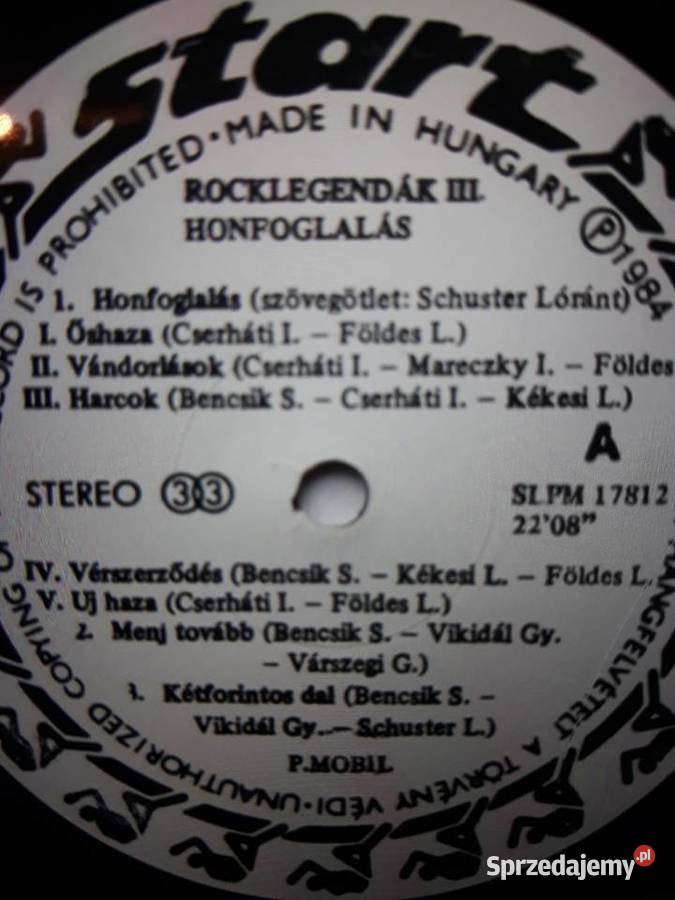 Start
RECORD IS PROHIBITED · MADE IN HUNGARY Ⓟ 1984
ROCKLEGENDÁK III.
HONFOGLALÁS
1. Honfoglalás (szövegötlet: Schuster Lóránt)
I. Őshaza (Cserháti I. – Földes L.)
II. Vándorlások (Cserháti I. – Mareczky I. – Földes
III. Harcok (Bencsik S. – Cserháti I. – Kékesi L.)
A
STEREO 33
SLPM 17812
22'08"
IV. Vérszerződés (Bencsik S. – Kékesi L. – Földes L.
V. Uj haza (Cserháti I. – Földes L.)
2. Menj tovább (Bencsik S. – Vikidál Gy.
– Várszegi G.)
3. Kétforintos dal (Bencsik S. –
Vikidál Gy. – Schuster L.)
P.MOBIL
HANGFELVÉTELT A TÖRVÉNY VÉDI · UNAUTHORIZED COPYING
Sprzedajemy.pl